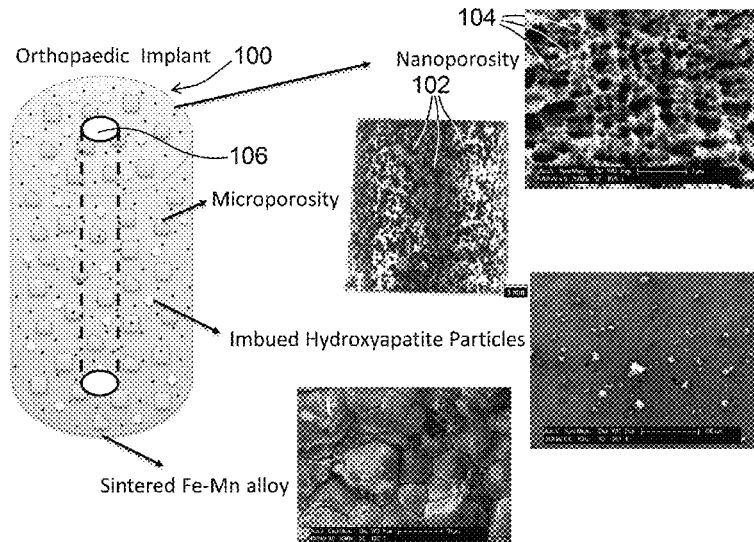 Orthopaedic Implant
100
104
Nanoporosity
102
106
Microporosity
Imbued Hydroxyapatite Particles
Sintered Fe-Mn alloy